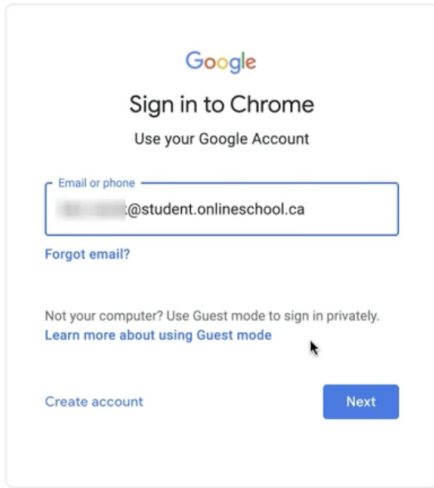 Google
Sign in to Chrome
Use your Google Account
Email or phone
@student.onlineschool.ca
Forgot email?
Not your computer? Use Guest mode to sign in privately.
Learn more about using Guest mode
Create account
Next